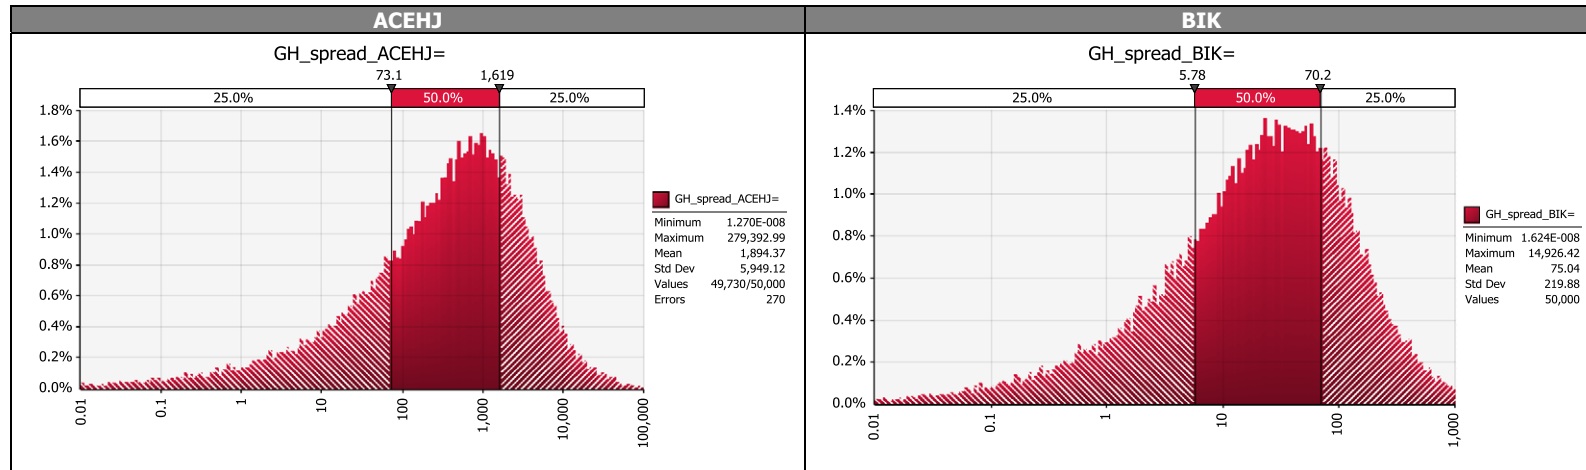 ACEHJ
GH_spread_ACEHJ=
73.1 1,619
25.0% 50.0% 25.0%
1.8%
1.6%
1.4%
1.2%
1.0%
0.8%
0.6%
0.4%
0.2%
0.0%
0.01 0.1 1 10 100 1,000 10,000 100,000
GH_spread_ACEHJ=
Minimum 1.270E-008
Maximum 279,392.99
Mean 1,894.37
Std Dev 5,949.12
Values 49,730/50,000
Errors 270
BIK
GH_spread_BIK=
5.78 70.2
25.0% 50.0% 25.0%
1.4%
1.2%
1.0%
0.8%
0.6%
0.4%
0.2%
0.0%
0.01 0.1 1 10 100 1,000
GH_spread_BIK=
Minimum 1.624E-008
Maximum 14,926.42
Mean 75.04
Std Dev 219.88
Values 50,000